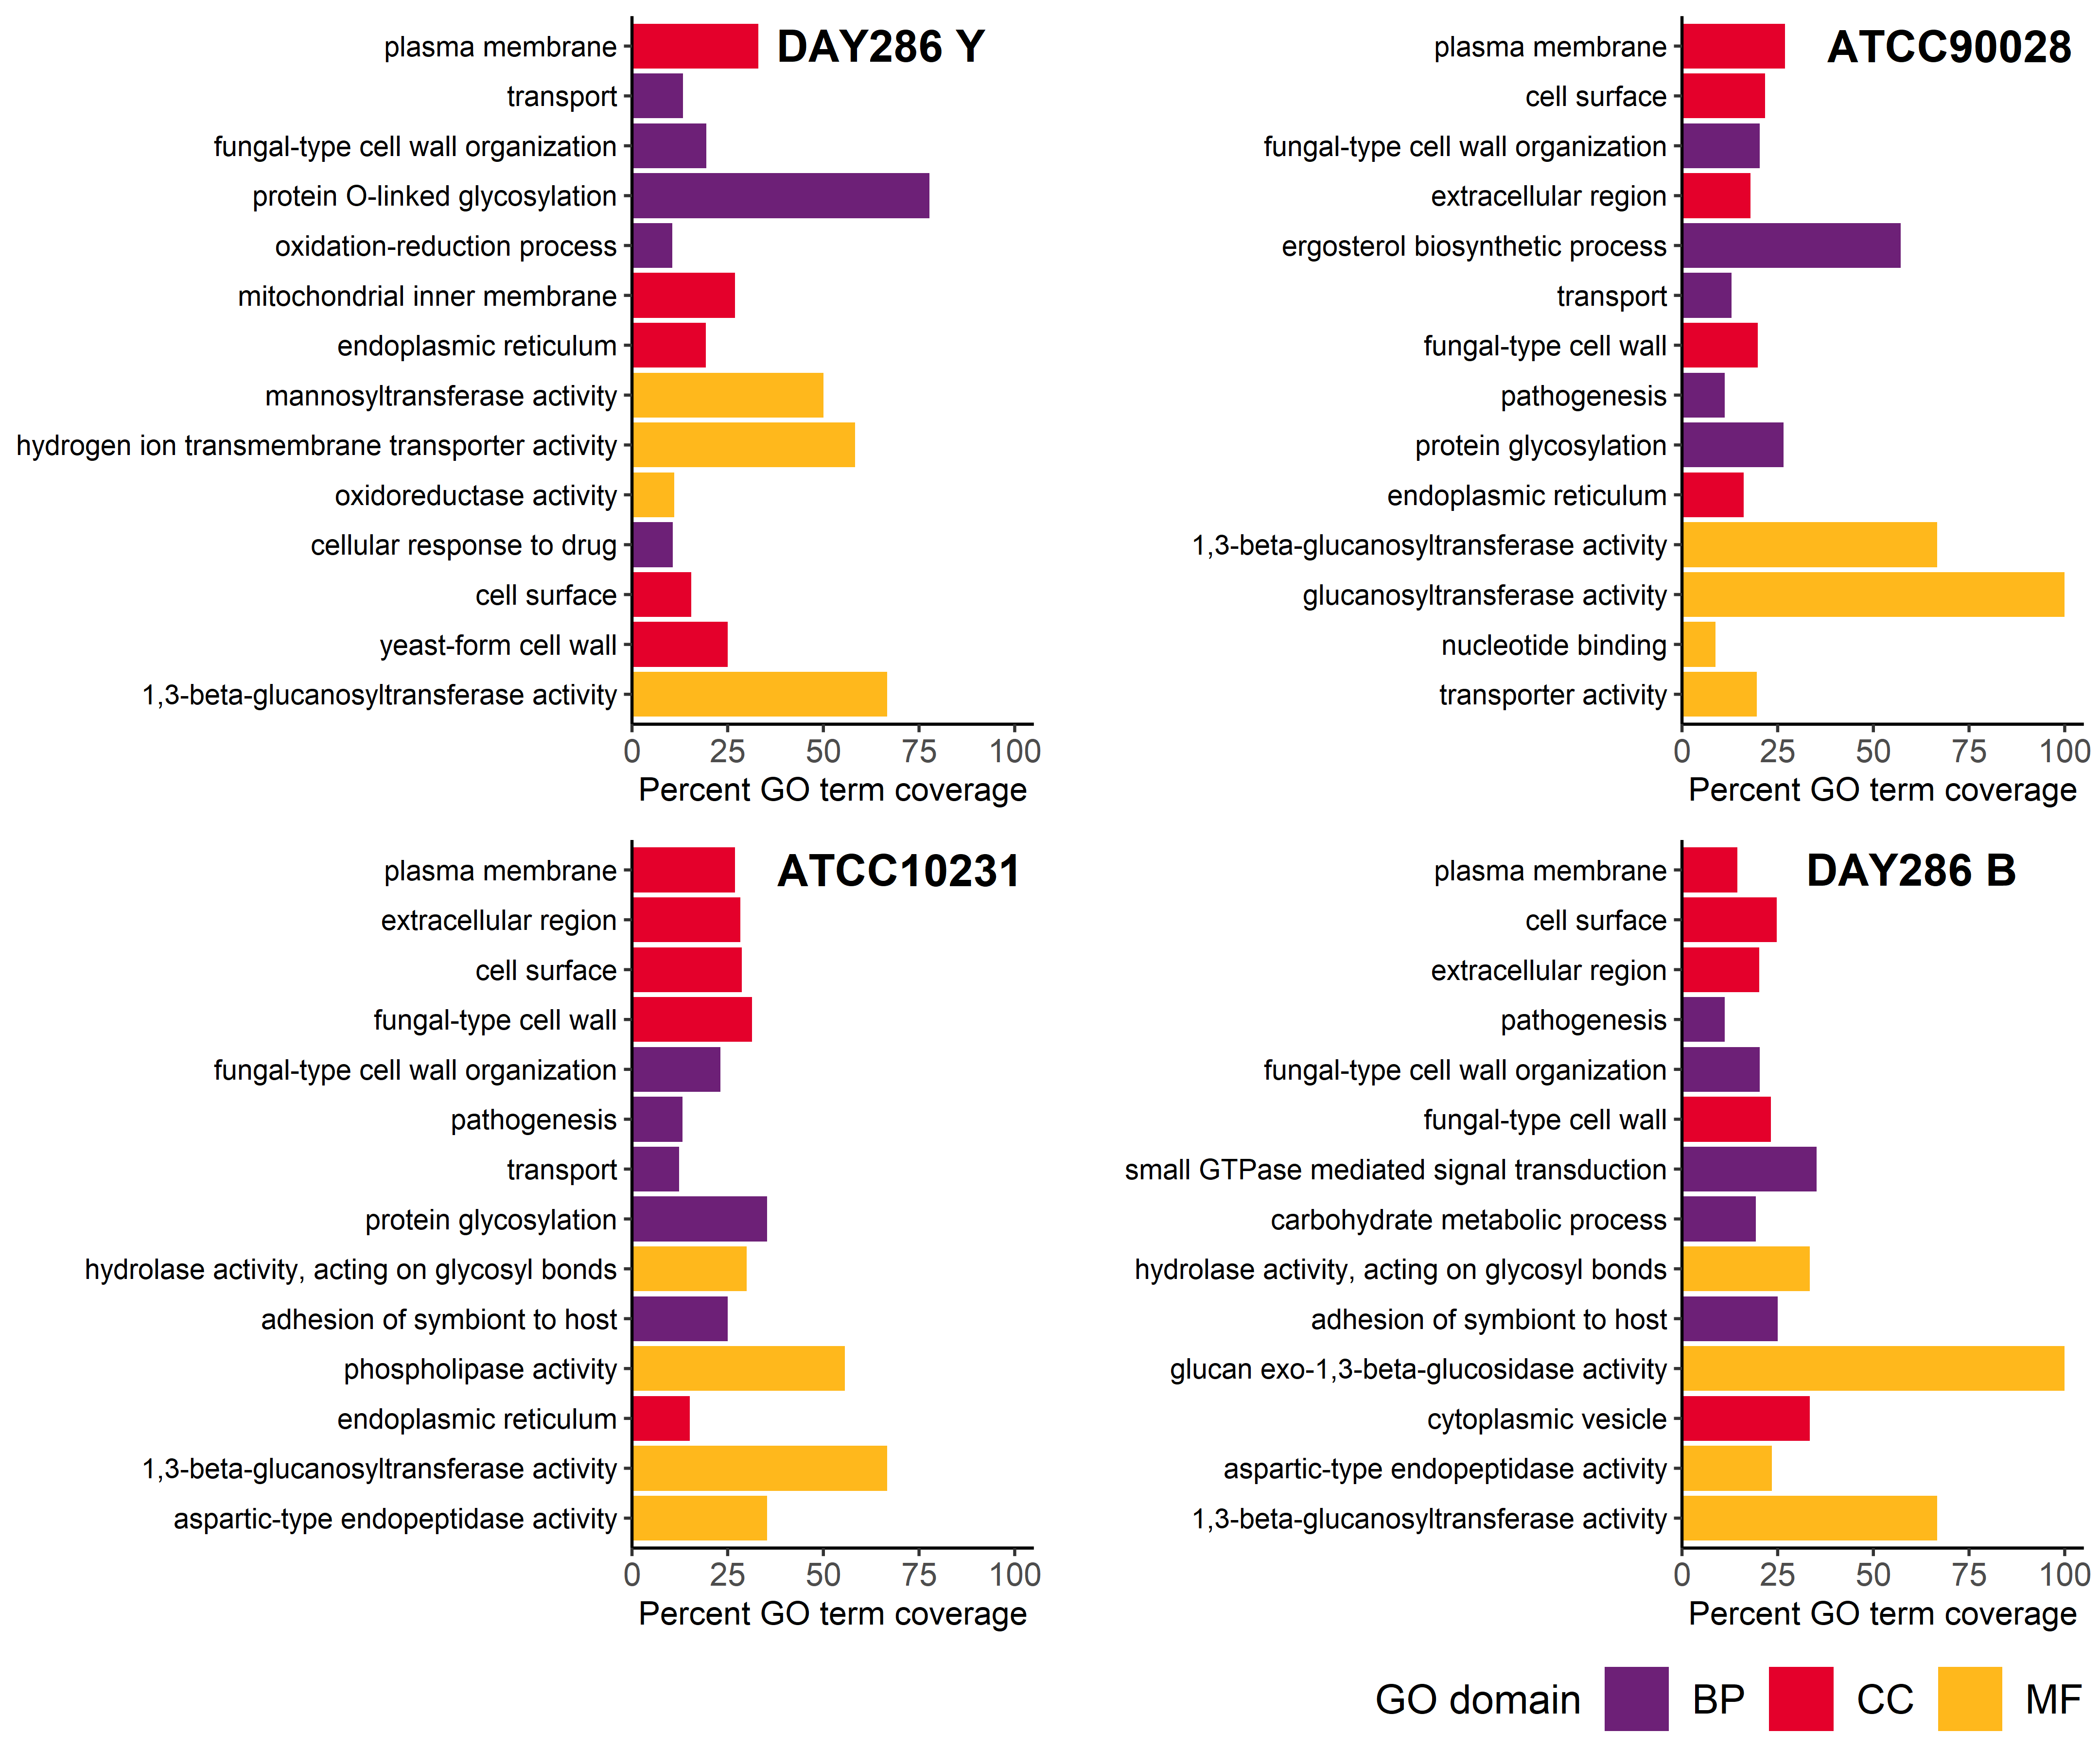 DAY286 Y
plasma membrane
transport
fungal-type cell wall organization
protein O-linked glycosylation
oxidation-reduction process
mitochondrial inner membrane
endoplasmic reticulum
mannosyltransferase activity
hydrogen ion transmembrane transporter activity
oxidoreductase activity
cellular response to drug
cell surface
yeast-form cell wall
1,3-beta-glucanosyltransferase activity
0 25 50 75 100
Percent GO term coverage
ATCC90028
plasma membrane
cell surface
fungal-type cell wall organization
extracellular region
ergosterol biosynthetic process
transport
fungal-type cell wall
pathogenesis
protein glycosylation
endoplasmic reticulum
1,3-beta-glucanosyltransferase activity
glucanosyltransferase activity
nucleotide binding
transporter activity
0 25 50 75 100
Percent GO term coverage
ATCC10231
plasma membrane
extracellular region
cell surface
fungal-type cell wall
fungal-type cell wall organization
pathogenesis
transport
protein glycosylation
hydrolase activity, acting on glycosyl bonds
adhesion of symbiont to host
phospholipase activity
endoplasmic reticulum
1,3-beta-glucanosyltransferase activity
aspartic-type endopeptidase activity
0 25 50 75 100
Percent GO term coverage
DAY286 B
plasma membrane
cell surface
extracellular region
pathogenesis
fungal-type cell wall organization
fungal-type cell wall
small GTPase mediated signal transduction
carbohydrate metabolic process
hydrolase activity, acting on glycosyl bonds
adhesion of symbiont to host
glucan exo-1,3-beta-glucosidase activity
cytoplasmic vesicle
aspartic-type endopeptidase activity
1,3-beta-glucanosyltransferase activity
0 25 50 75 100
Percent GO term coverage
GO domain BP CC MF